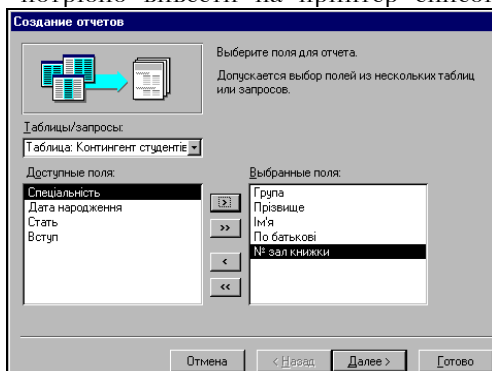 потрібно вивести на принтер список
Создание отчетов
Выберите поля для отчета.
Допускается выбор полей из нескольких таблиц
или запросов.
Таблицы/запросы:
Таблица: Контингент студентів
Доступные поля:
Спеціальність
Дата народження
Стать
Вступ
Выбранные поля:
Група
Прізвище
Ім'я
По батькові
№ зал книжки
>
>>
<
<<
Отмена
< Назад
Далее >
Готово